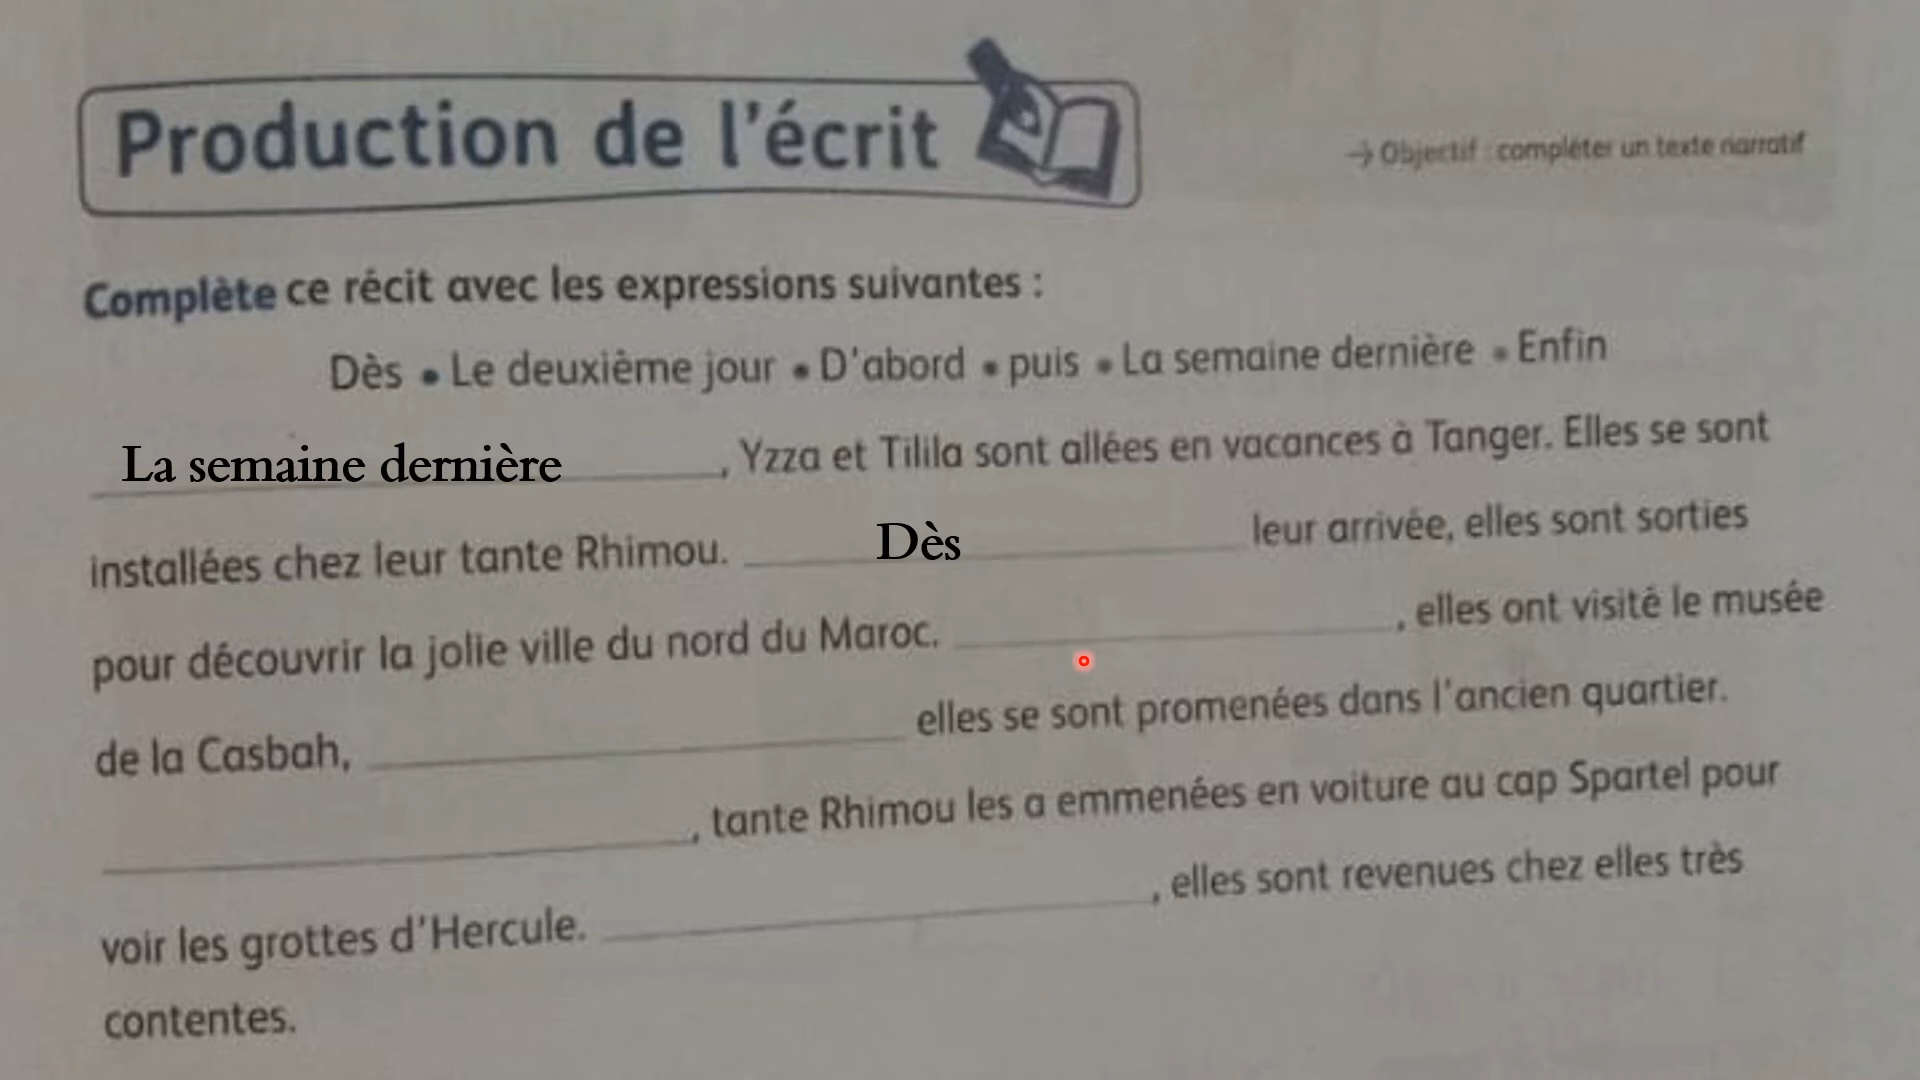 Production de l'écrit
→ Objectif : compléter un texte narratif
Complète ce récit avec les expressions suivantes :
Dès • Le deuxième jour • D'abord • puis • La semaine dernière • Enfin
La semaine dernière, Yzza et Tilila sont allées en vacances à Tanger. Elles se sont
installées chez leur tante Rhimou. Dès leur arrivée, elles sont sorties
pour découvrir la jolie ville du nord du Maroc. , elles ont visité le musée
de la Casbah, elles se sont promenées dans l'ancien quartier.
, tante Rhimou les a emmenées en voiture au cap Spartel pour
voir les grottes d'Hercule. , elles sont revenues chez elles très
contentes.